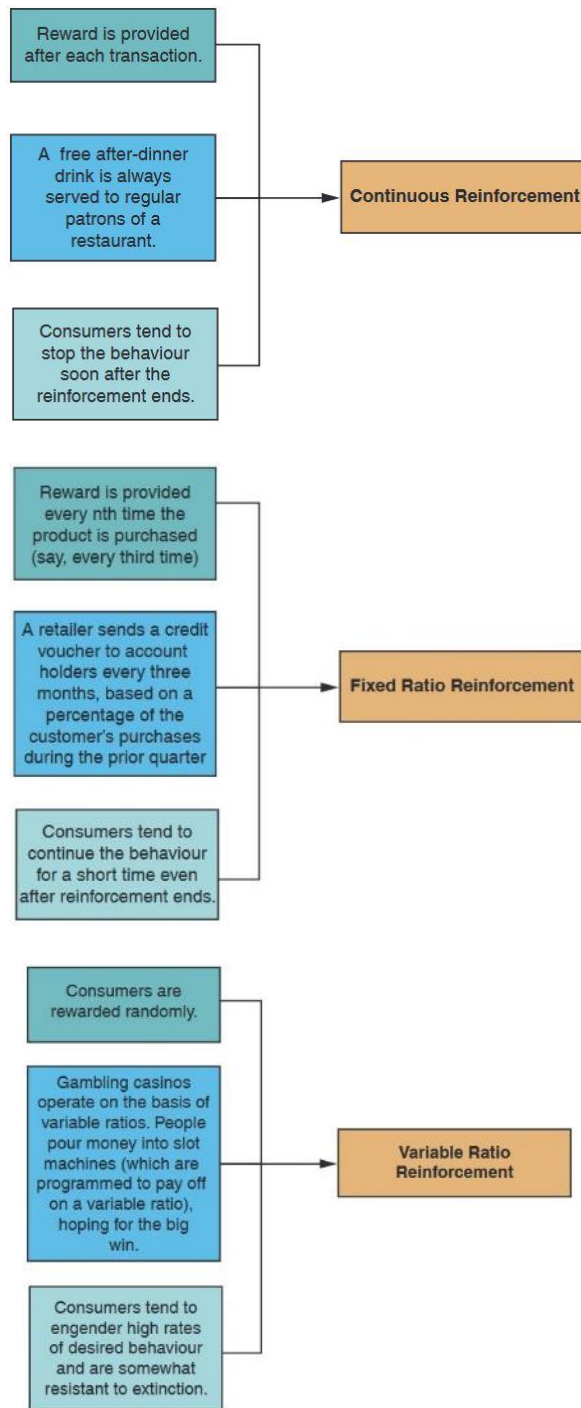 Reward is provided
after each transaction.
A free after-dinner
drink is always
served to regular
patrons of a
restaurant.
Continuous Reinforcement
Consumers tend to
stop the behaviour
soon after the
reinforcement ends.
Reward is provided
every nth time the
product is purchased
(say, every third time)
A retailer sends a credit
voucher to account
holders every three
months, based on a
percentage of the
customer's purchases
during the prior quarter
Fixed Ratio Reinforcement
Consumers tend to
continue the behaviour
for a short time even
after reinforcement ends.
Consumers are
rewarded randomly.
Gambling casinos
operate on the basis of
variable ratios. People
pour money into slot
machines (which are
programmed to pay off
on a variable ratio),
hoping for the big
win.
Variable Ratio
Reinforcement
Consumers tend to
engender high rates
of desired behaviour
and are somewhat
resistant to extinction.